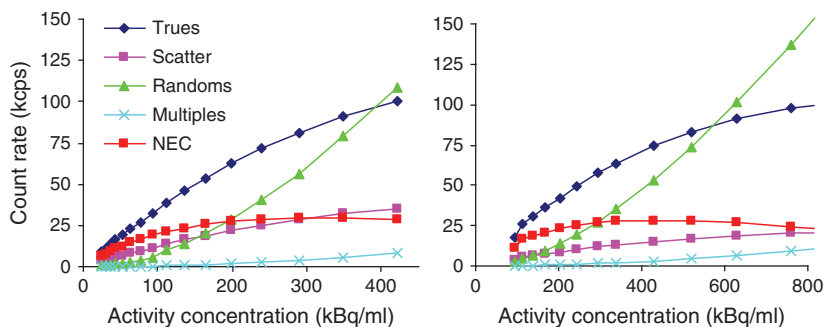 150
125
100
75
50
25
0
Count rate (kcps)
Trues
Scatter
Randoms
Multiples
NEC
0 100 200 300 400
Activity concentration (kBq/ml)
150
125
100
75
50
25
0
0 200 400 600 800
Activity concentration (kBq/ml)